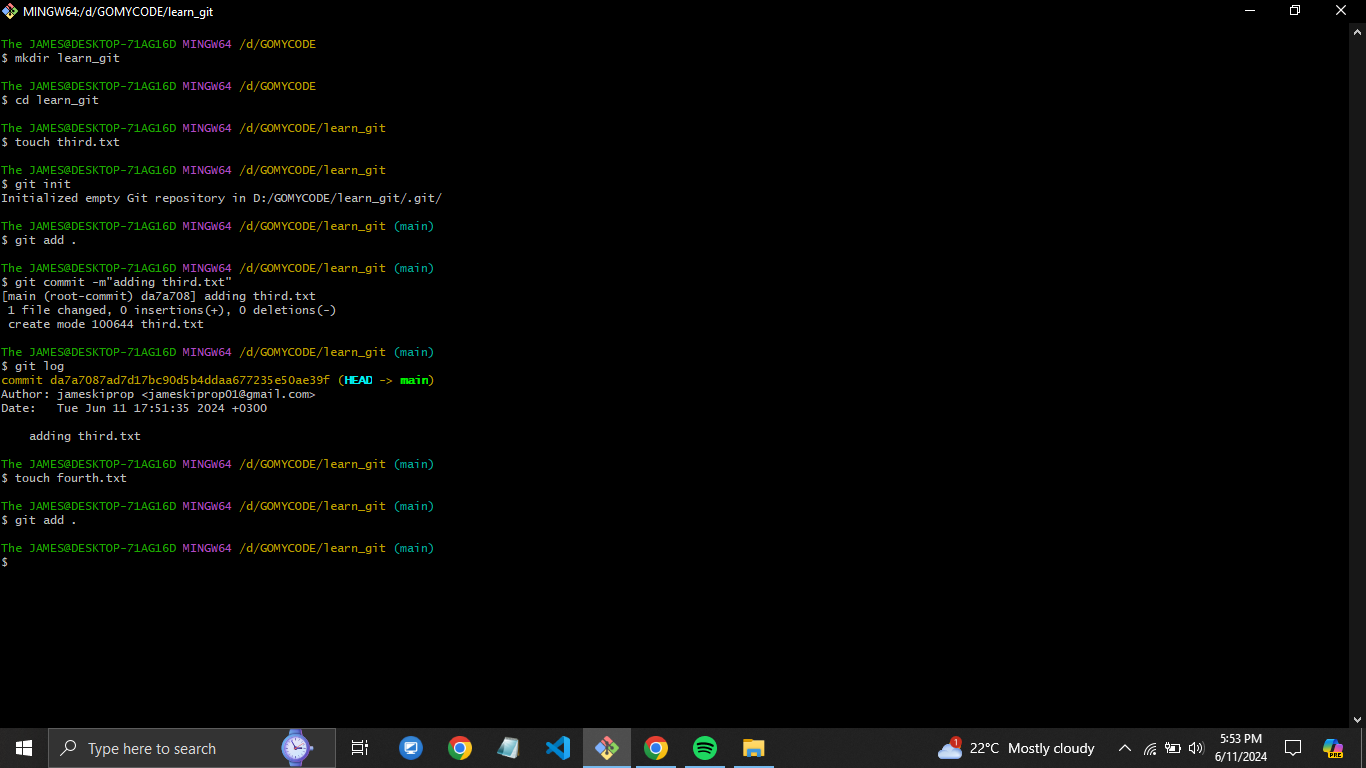 MINGW64:/d/GOMYCODE/learn_git
The JAMES@DESKTOP-71AG16D MINGW64 /d/GOMYCODE
$ mkdir learn_git
The JAMES@DESKTOP-71AG16D MINGW64 /d/GOMYCODE
$ cd learn_git
The JAMES@DESKTOP-71AG16D MINGW64 /d/GOMYCODE/learn_git
$ touch third.txt
The JAMES@DESKTOP-71AG16D MINGW64 /d/GOMYCODE/learn_git
$ git init
Initialized empty Git repository in D:/GOMYCODE/learn_git/.git/
The JAMES@DESKTOP-71AG16D MINGW64 /d/GOMYCODE/learn_git (main)
$ git add .
The JAMES@DESKTOP-71AG16D MINGW64 /d/GOMYCODE/learn_git (main)
$ git commit -m"adding third.txt"
[main (root-commit) da7a708] adding third.txt
 1 file changed, 0 insertions(+), 0 deletions(-)
 create mode 100644 third.txt
The JAMES@DESKTOP-71AG16D MINGW64 /d/GOMYCODE/learn_git (main)
$ git log
commit da7a7087ad7d17bc90d5b4ddaa677235e50ae39f (HEAD -> main)
Author: jameskiprop <jameskiprop01@gmail.com>
Date:   Tue Jun 11 17:51:35 2024 +0300
    adding third.txt
The JAMES@DESKTOP-71AG16D MINGW64 /d/GOMYCODE/learn_git (main)
$ touch fourth.txt
The JAMES@DESKTOP-71AG16D MINGW64 /d/GOMYCODE/learn_git (main)
$ git add .
The JAMES@DESKTOP-71AG16D MINGW64 /d/GOMYCODE/learn_git (main)
$
Type here to search
1
22°C Mostly cloudy
5:53 PM
6/11/2024
PRE